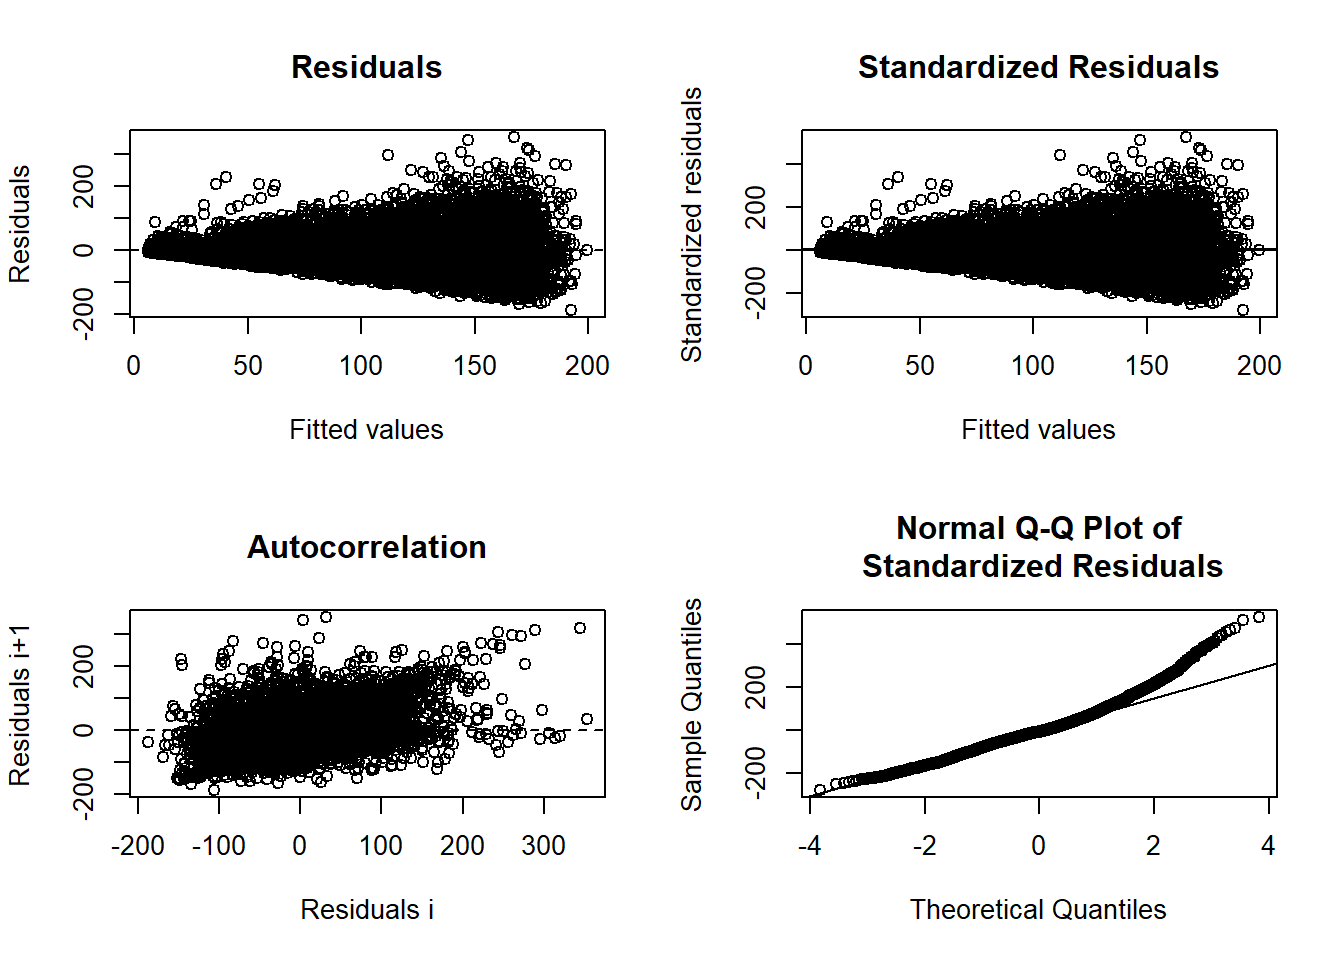 Residuals
Residuals
200
0
-200
0
50
100
150
200
Fitted values
Standardized Residuals
Standardized residuals
200
-200
0
50
100
150
200
Fitted values
Autocorrelation
Residuals i+1
200
0
-200
-200
-100
0
100
200
300
Residuals i
Normal Q-Q Plot of
Standardized Residuals
Sample Quantiles
200
-200
-4
-2
0
2
4
Theoretical Quantiles